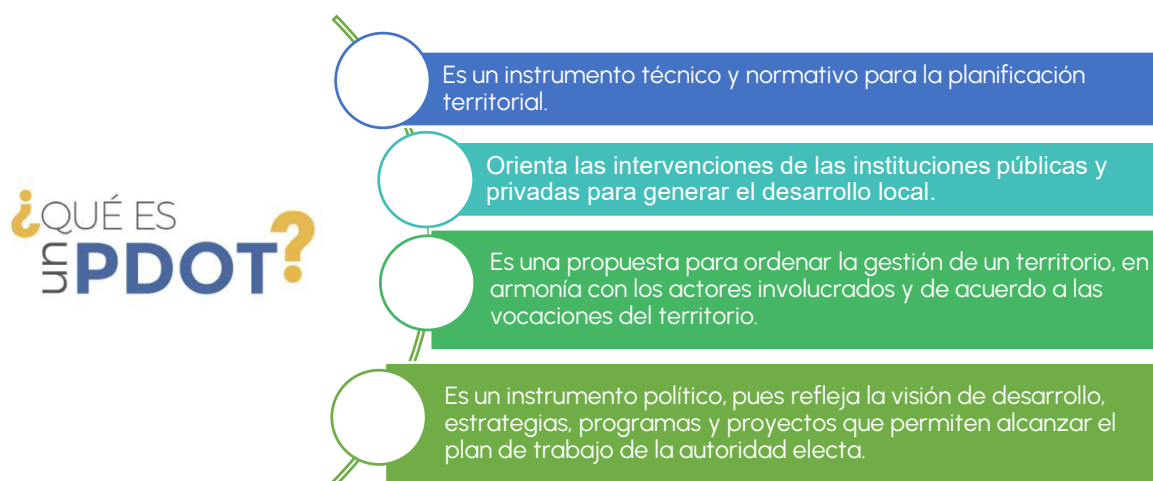 ¿QUÉ ES
un PDOT?
Es un instrumento técnico y normativo para la planificación
territorial.
Orienta las intervenciones de las instituciones públicas y
privadas para generar el desarrollo local.
Es una propuesta para ordenar la gestión de un territorio, en
armonía con los actores involucrados y de acuerdo a las
vocaciones del territorio.
Es un instrumento político, pues refleja la visión de desarrollo,
estrategias, programas y proyectos que permiten alcanzar el
plan de trabajo de la autoridad electa.